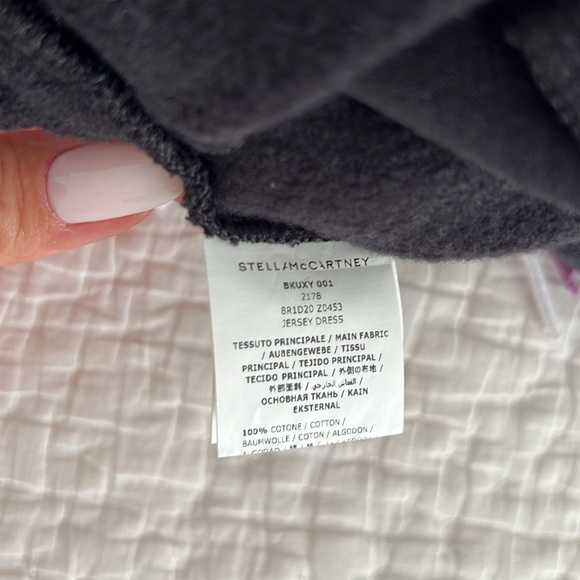 STELLA McCARTNEY
BKUXY 001
2178
8R1D20 Z0453
JERSEY DRESS
TESSUTO PRINCIPALE / MAIN FABRIC
/ AUßENGEWEBE / TISSU
PRINCIPAL / TEJIDO PRINCIPAL /
TECIDO PRINCIPAL / 外側の布地 /
外部面料 / القماش الخارجي /
ОСНОВНАЯ ТКАНЬ / KAIN
EKSTERNAL
100% COTONE / COTTON /
BAUMWOLLE / COTON / ALGODON /